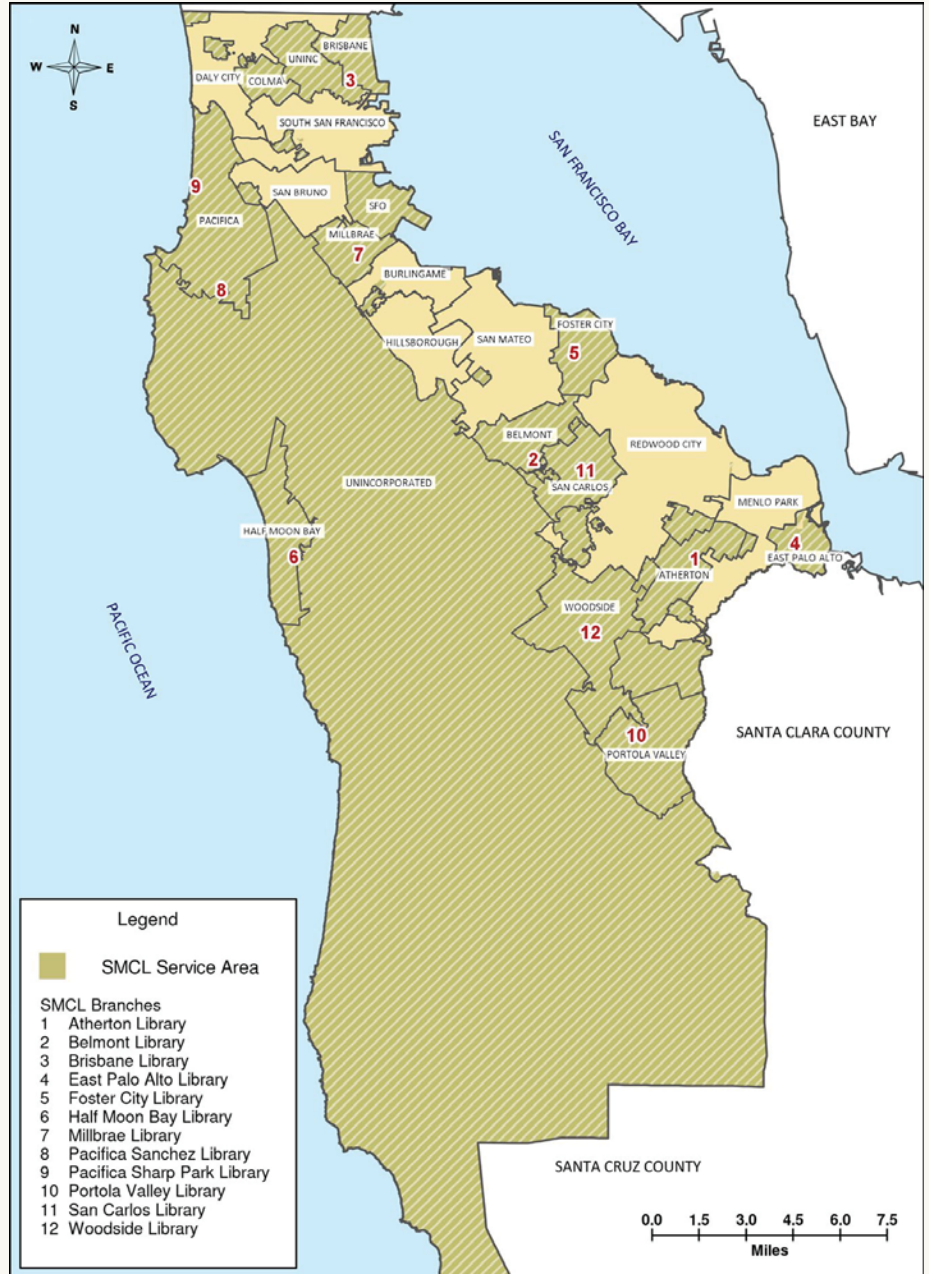 N
W E
S
BRISBANE
UNINC
DALY CITY
COLMA
3
SOUTH SAN FRANCISCO
EAST BAY
SAN FRANCISCO BAY
9
SAN BRUNO
SFO
PACIFICA
MILLBRAE
7
BURLINGAME
8
FOSTER CITY
HILLSBOROUGH
SAN MATEO
5
BELMONT
REDWOOD CITY
2
11
UNINCORPORATED
SAN CARLOS
MENLO PARK
HALF MOON BAY
4
6
EAST PALO ALTO
1
ATHERTON
WOODSIDE
12
PACIFIC OCEAN
10
SANTA CLARA COUNTY
PORTOLA VALLEY
Legend
SMCL Service Area
SMCL Branches
1 Atherton Library
2 Belmont Library
3 Brisbane Library
4 East Palo Alto Library
5 Foster City Library
6 Half Moon Bay Library
7 Millbrae Library
8 Pacifica Sanchez Library
9 Pacifica Sharp Park Library
10 Portola Valley Library
11 San Carlos Library
12 Woodside Library
SANTA CRUZ COUNTY
0.0 1.5 3.0 4.5 6.0 7.5
Miles